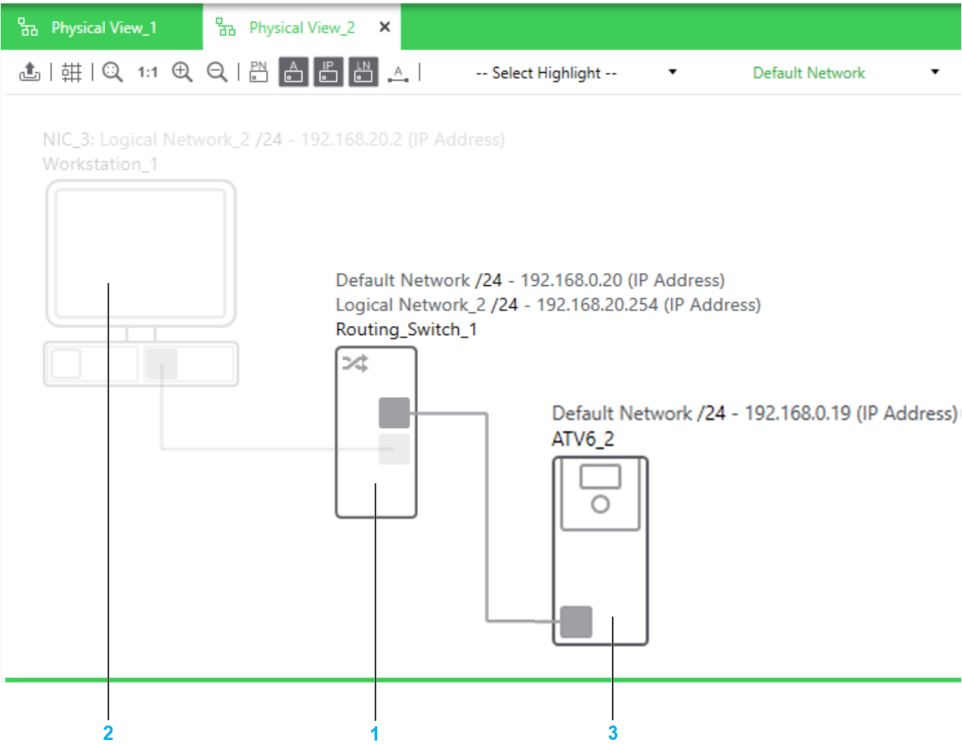 Physical View_1
Physical View_2
1:1 PN A IP LN A -- Select Highlight -- Default Network
NIC_3: Logical Network_2 /24 - 192.168.20.2 (IP Address)
Workstation_1
Default Network /24 - 192.168.0.20 (IP Address)
Logical Network_2 /24 - 192.168.20.254 (IP Address)
Routing_Switch_1
Default Network /24 - 192.168.0.19 (IP Address)
ATV6_2
2
1
3